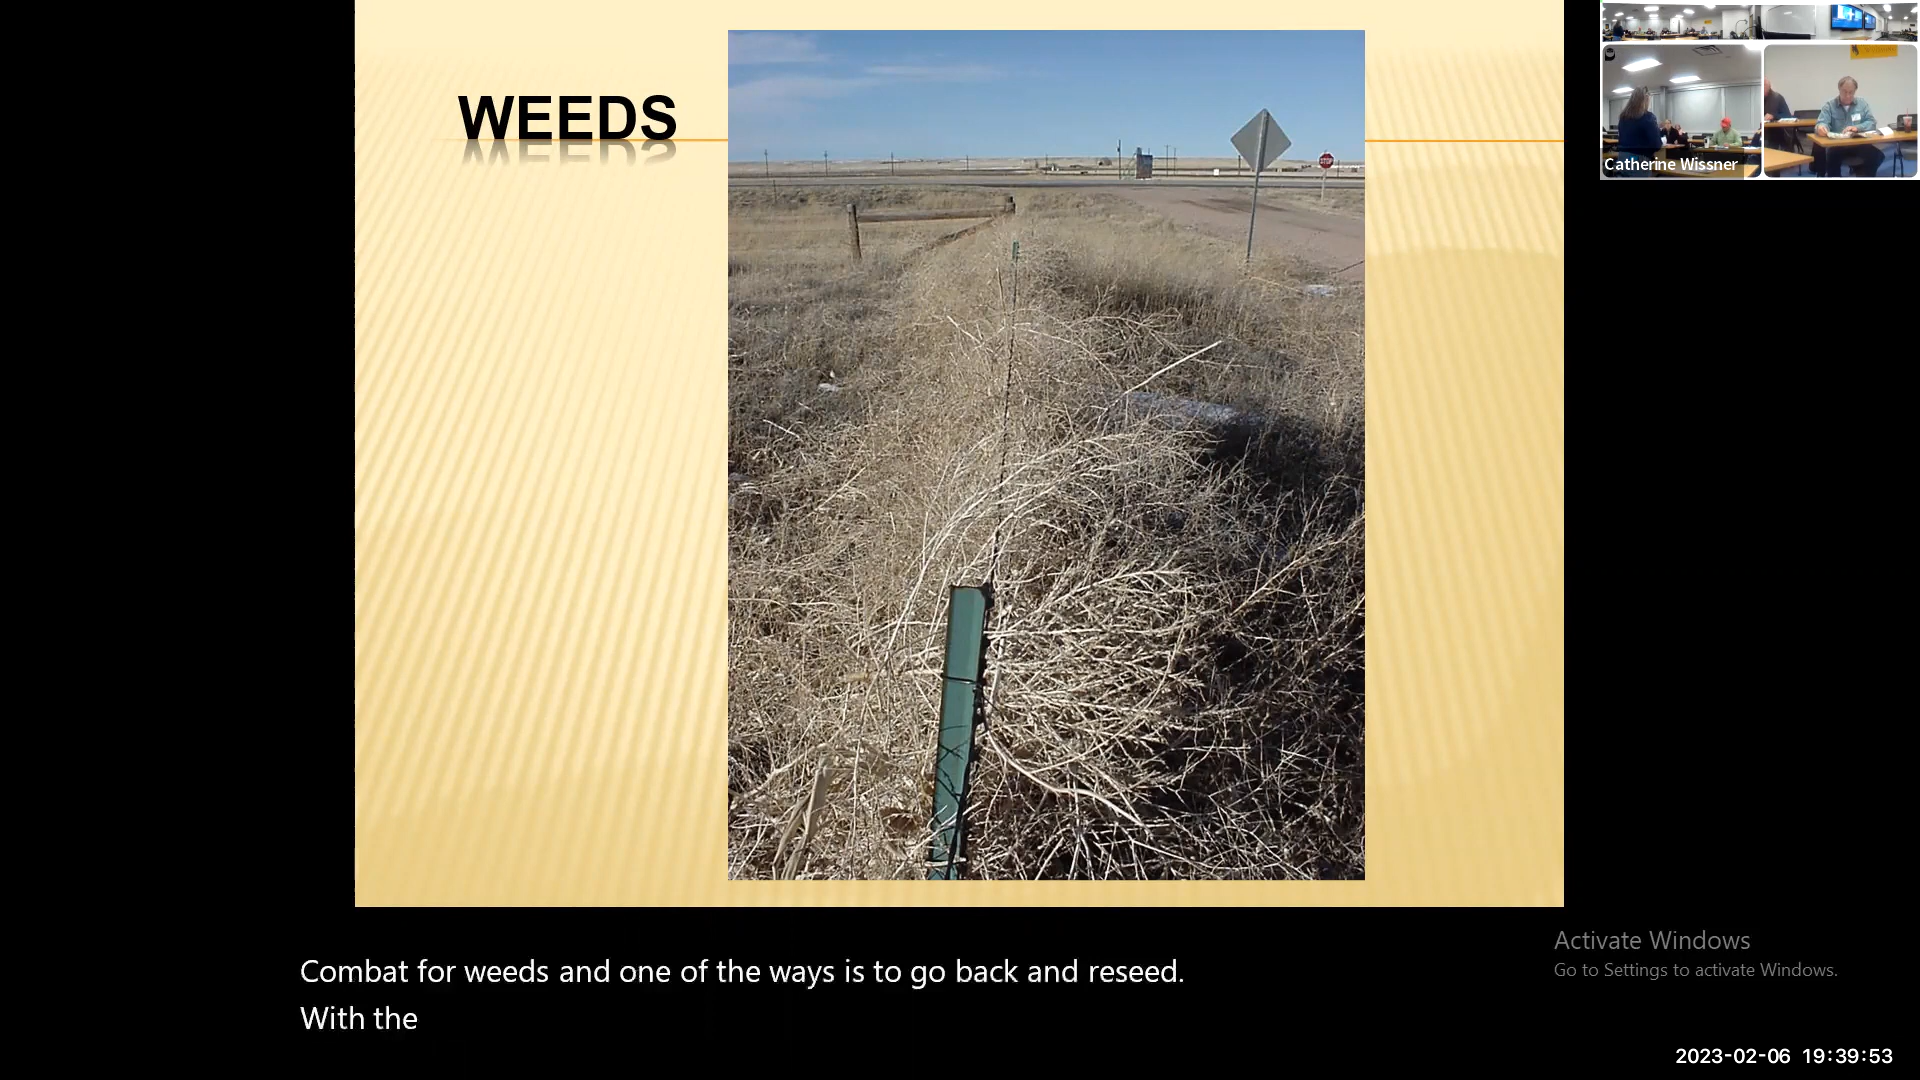 WEEDS
STOP
Catherine Wissner
Combat for weeds and one of the ways is to go back and reseed.
With the
Activate Windows
Go to Settings to activate Windows.
2023-02-06 19:39:53